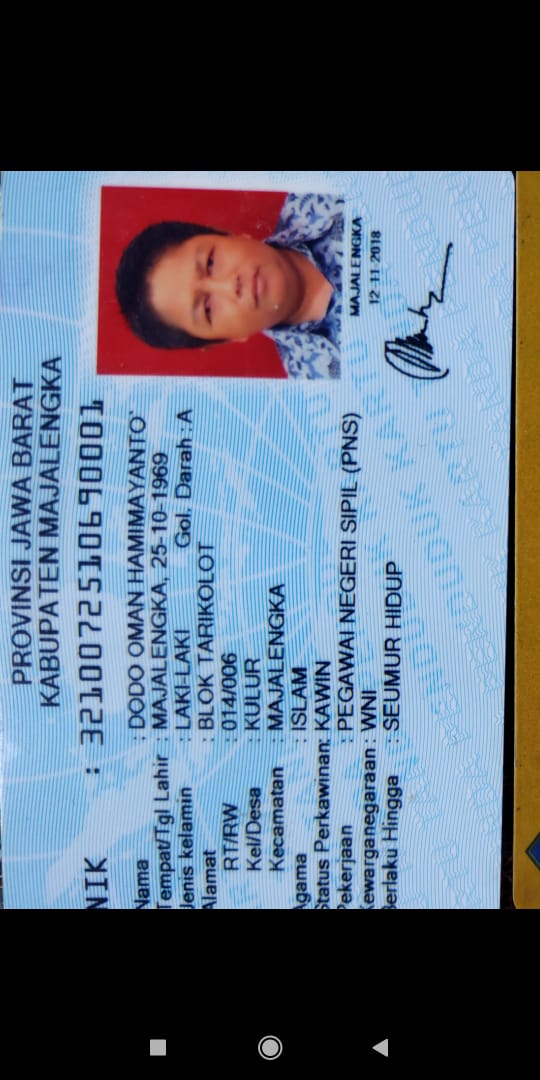 PROVINSI JAWA BARAT
KABUPATEN MAJALENGKA
NIK : 3210072510690001
Nama : DODO OMAN HAMIMAYANTO
Tempat/Tgl Lahir : MAJALENGKA, 25-10-1969
Jenis kelamin : LAKI-LAKI Gol. Darah : A
Alamat : BLOK TARIKOLOT
RT/RW : 014/006
Kel/Desa : KULUR
Kecamatan : MAJALENGKA
Agama : ISLAM
Status Perkawinan: KAWIN
Pekerjaan : PEGAWAI NEGERI SIPIL (PNS)
Kewarganegaraan : WNI
Berlaku Hingga : SEUMUR HIDUP
MAJALENGKA
12-11-2018